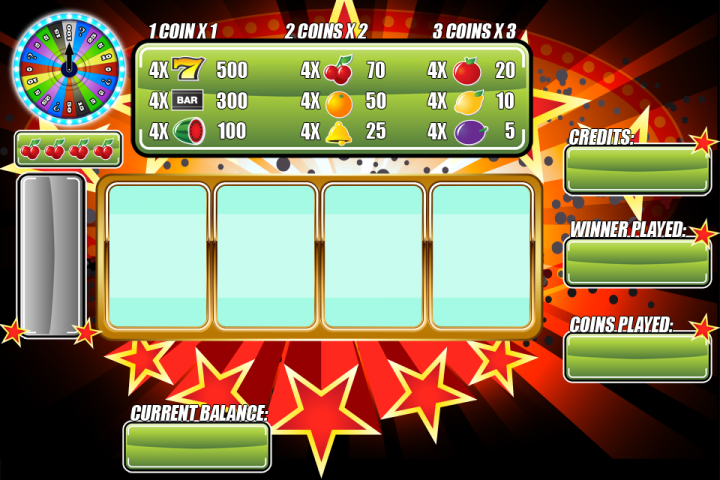 1 COIN X 1 2 COINS X 2 3 COINS X 3
4X 500 4X 70 4X 20
4X BAR 300 4X 50 4X 10
4X 100 4X 25 4X 5
CREDITS:
WINNER PLAYED:
COINS PLAYED:
CURRENT BALANCE: